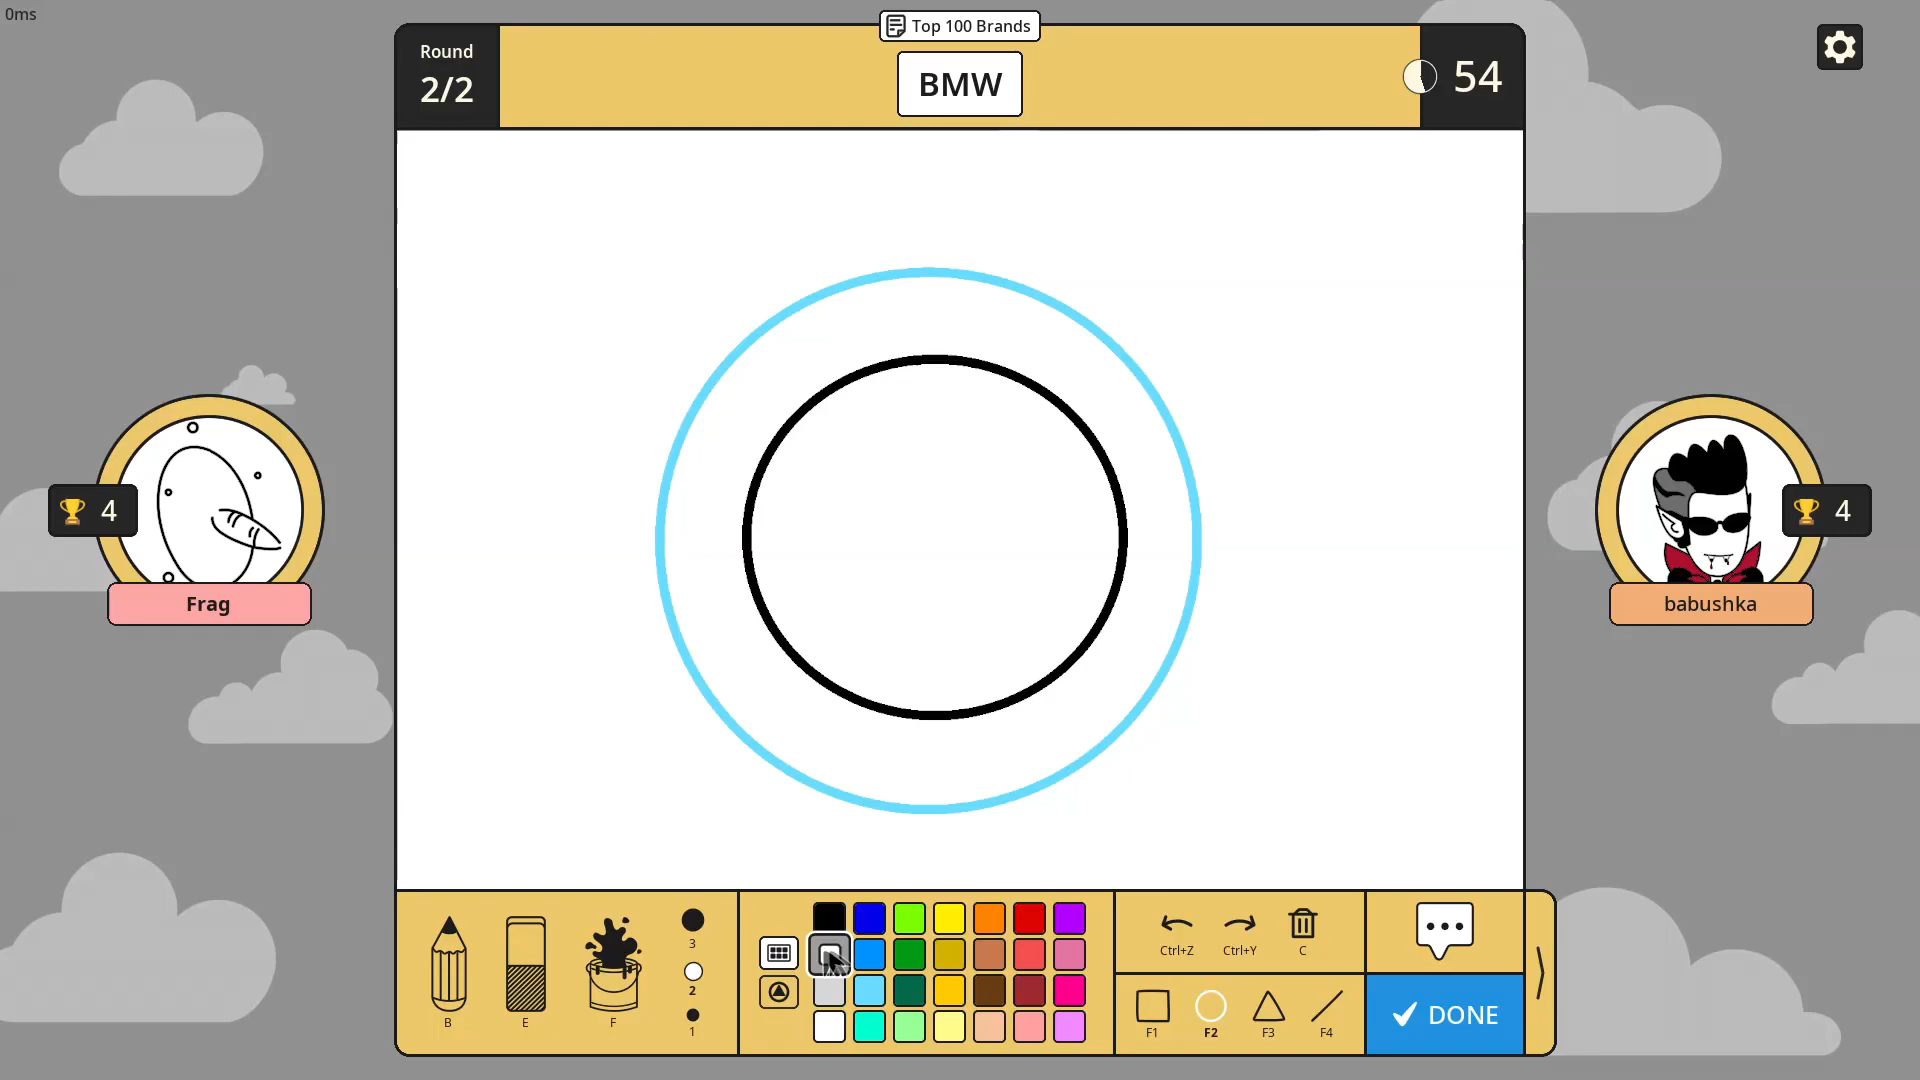 0ms
Top 100 Brands
Round
2/2
BMW
54
4
Frag
4
babushka
3
2
1
B
E
F
Ctrl+Z
Ctrl+Y
C
F1
F2
F3
F4
DONE